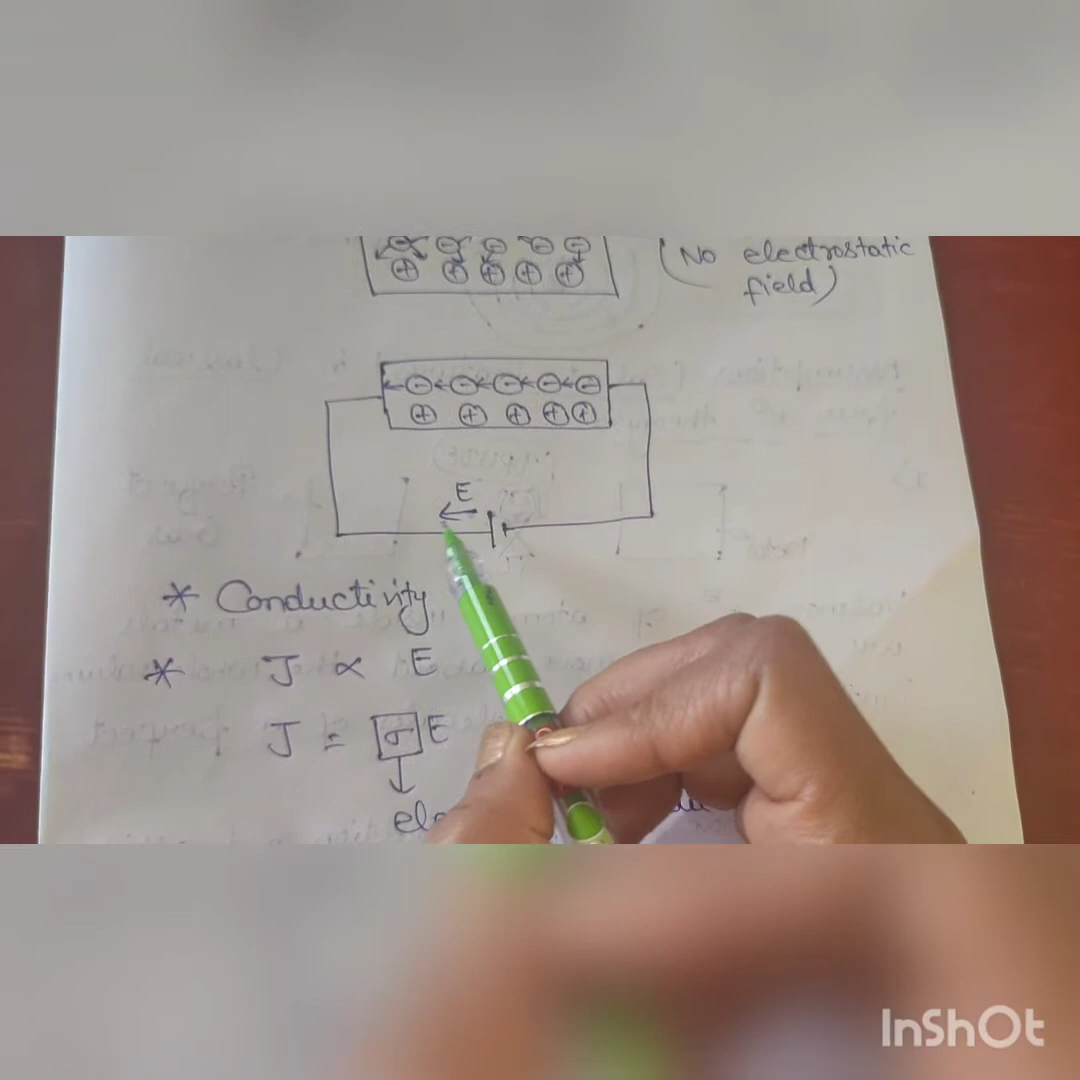 (No electrostatic
field)
E
* Conductivity
* J ∝ E
J = σ E
InShOt